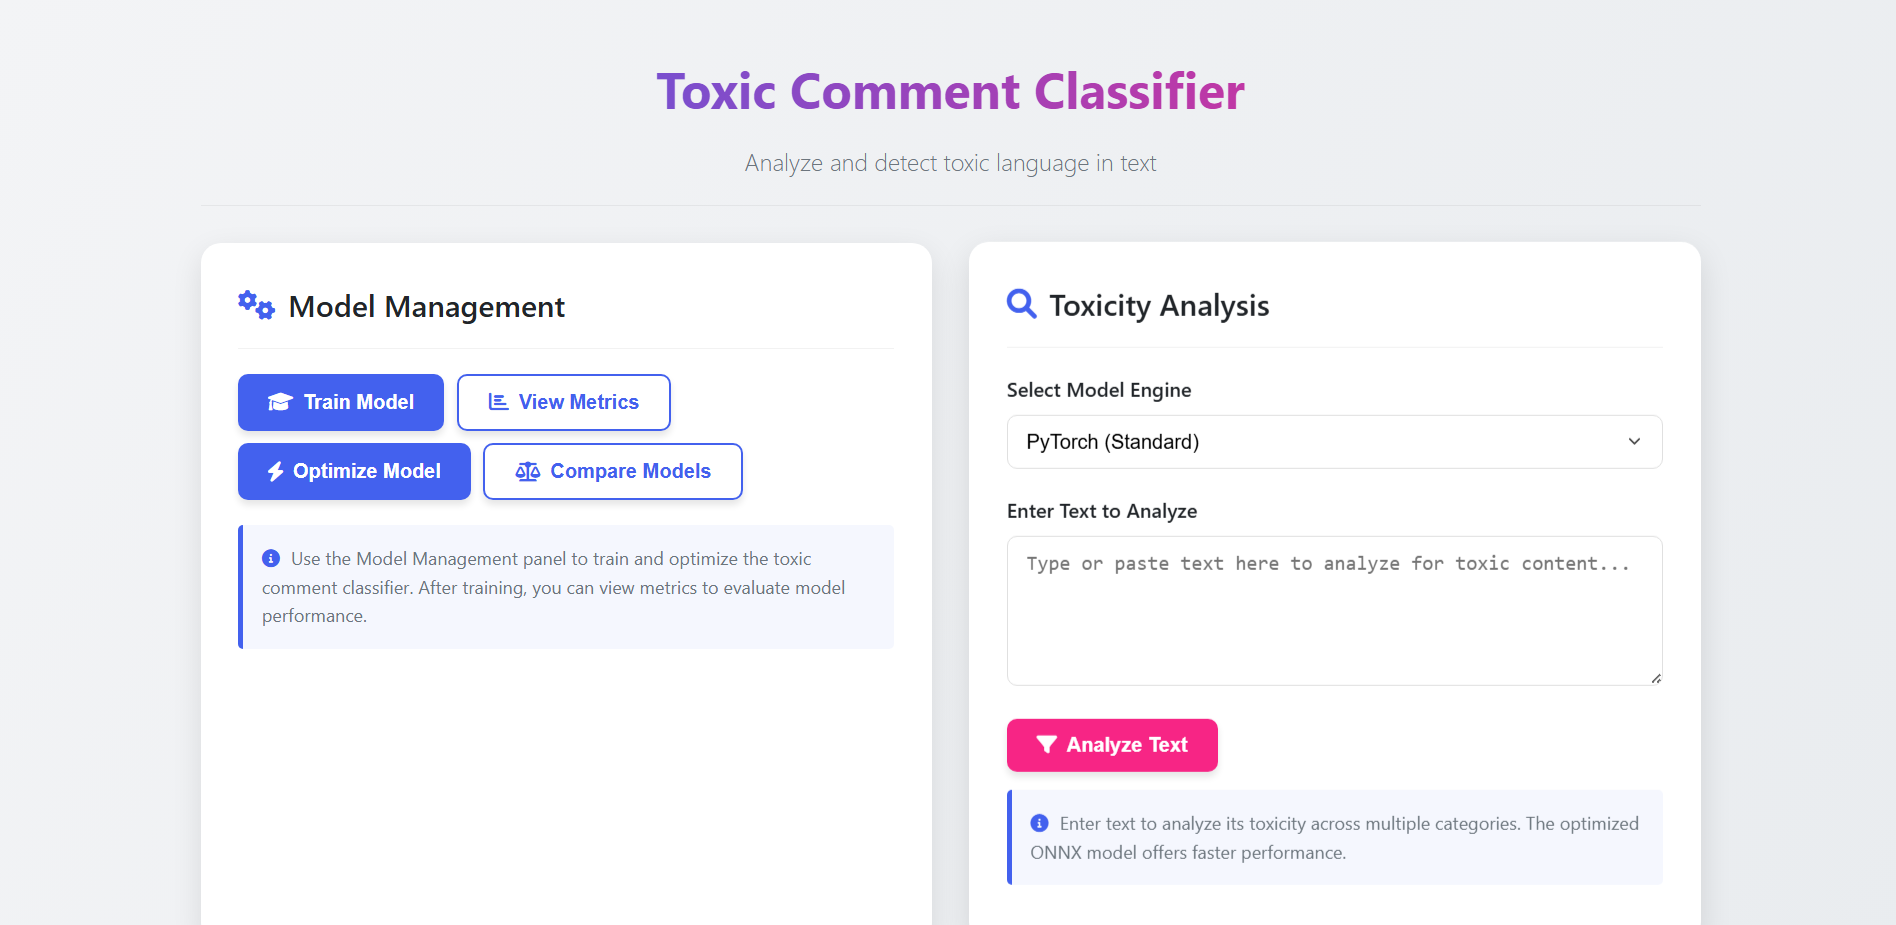 Toxic Comment Classifier
Analyze and detect toxic language in text
Model Management
Train Model
View Metrics
Optimize Model
Compare Models
Use the Model Management panel to train and optimize the toxic
comment classifier. After training, you can view metrics to evaluate model
performance.
Toxicity Analysis
Select Model Engine
PyTorch (Standard)
Enter Text to Analyze
Type or paste text here to analyze for toxic content...
Analyze Text
Enter text to analyze its toxicity across multiple categories. The optimized
ONNX model offers faster performance.